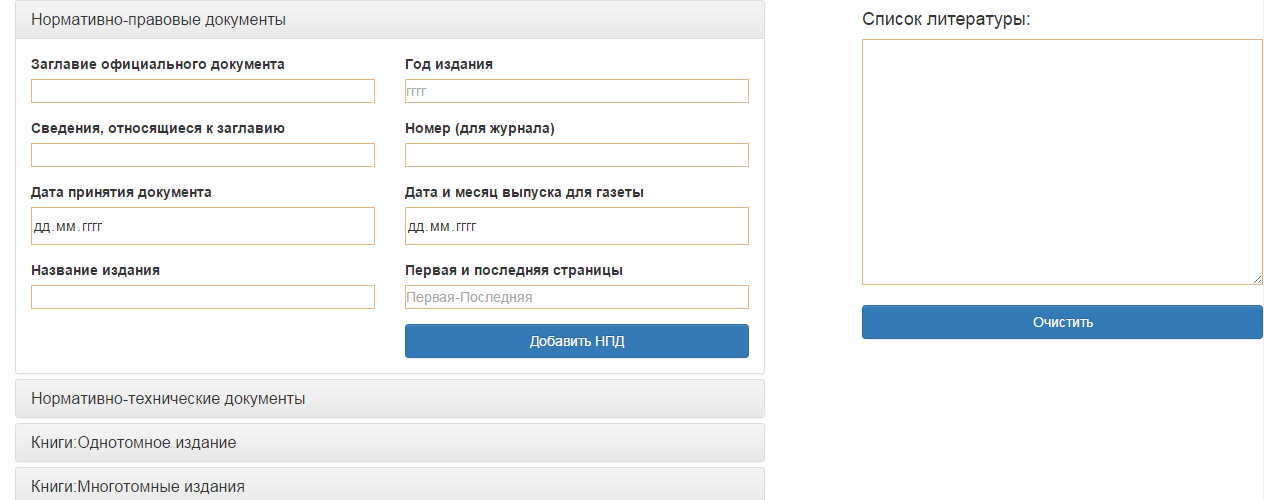 Нормативно-правовые документы
Заглавие официального документа
Год издания
гггг
Сведения, относящиеся к заглавию
Номер (для журнала)
Дата принятия документа
Дата и месяц выпуска для газеты
дд.мм.гггг
дд.мм.гггг
Название издания
Первая и последняя страницы
Первая-Последняя
Добавить НПД
Нормативно-технические документы
Книги:Однотомное издание
Книги:Многотомные издания
Список литературы:
Очистить